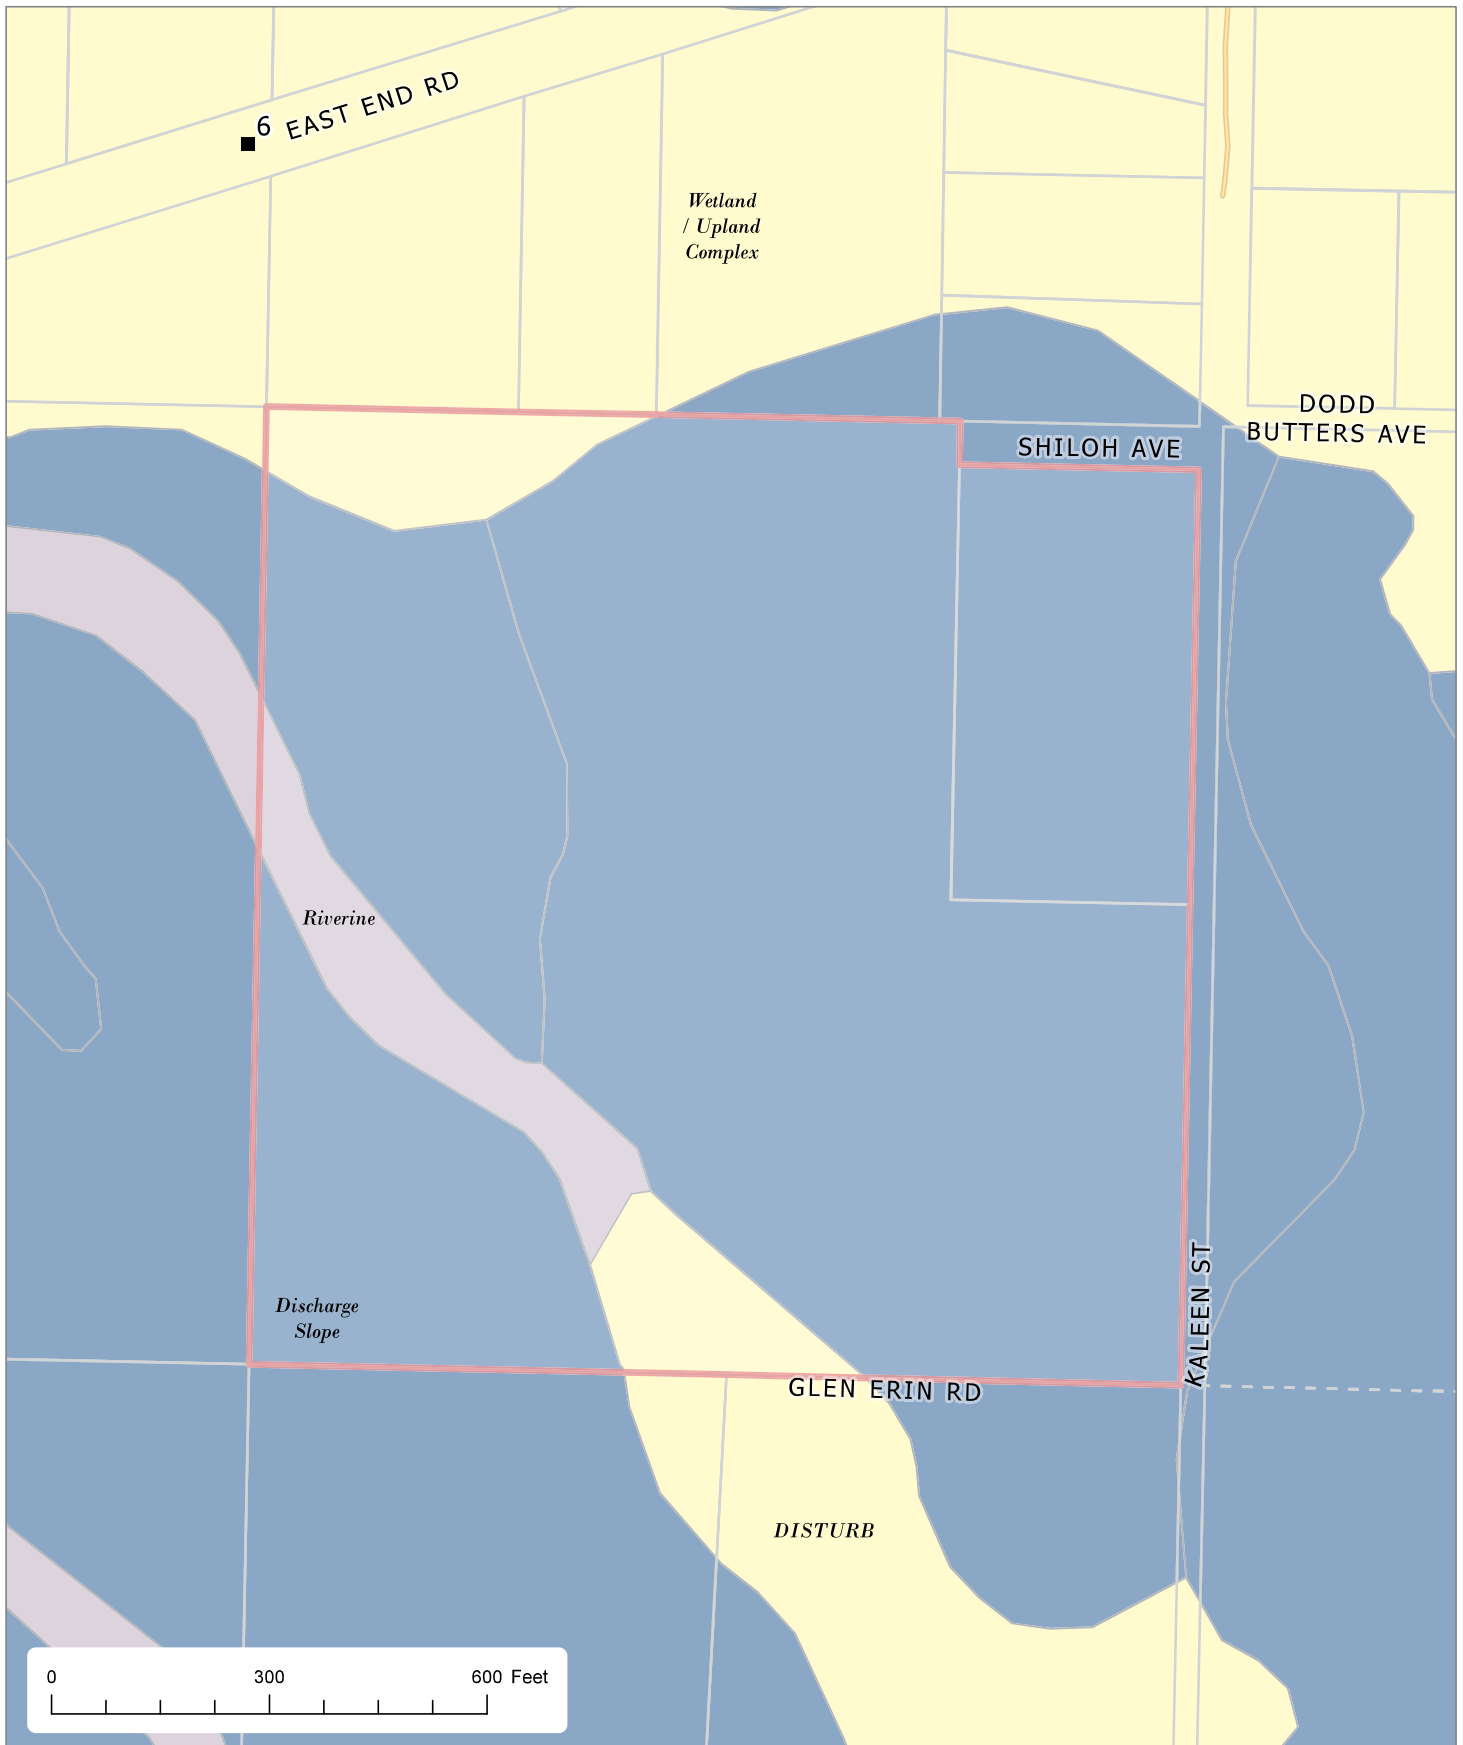 6
EAST END RD
Wetland
/ Upland
Complex
DODD
BUTTERS AVE
SHILOH AVE
Riverine
Discharge
Slope
KALEEN ST
GLEN ERIN RD
DISTURB
0 300 600 Feet